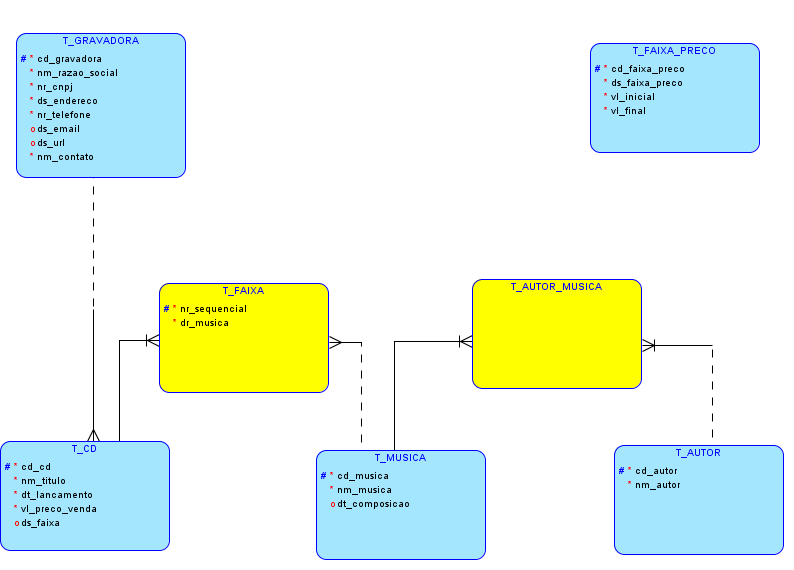 T_GRAVADORA
# * cd_gravadora
* nm_razao_social
* nr_cnpj
* ds_endereco
* nr_telefone
o ds_email
o ds_url
* nm_contato
T_FAIXA_PRECO
# * cd_faixa_preco
* ds_faixa_preco
* vl_inicial
* vl_final
T_FAIXA
# * nr_sequencial
* dr_musica
T_AUTOR_MUSICA
T_CD
# * cd_cd
* nm_titulo
* dt_lancamento
* vl_preco_venda
o ds_faixa
T_MUSICA
# * cd_musica
* nm_musica
o dt_composicao
T_AUTOR
# * cd_autor
* nm_autor